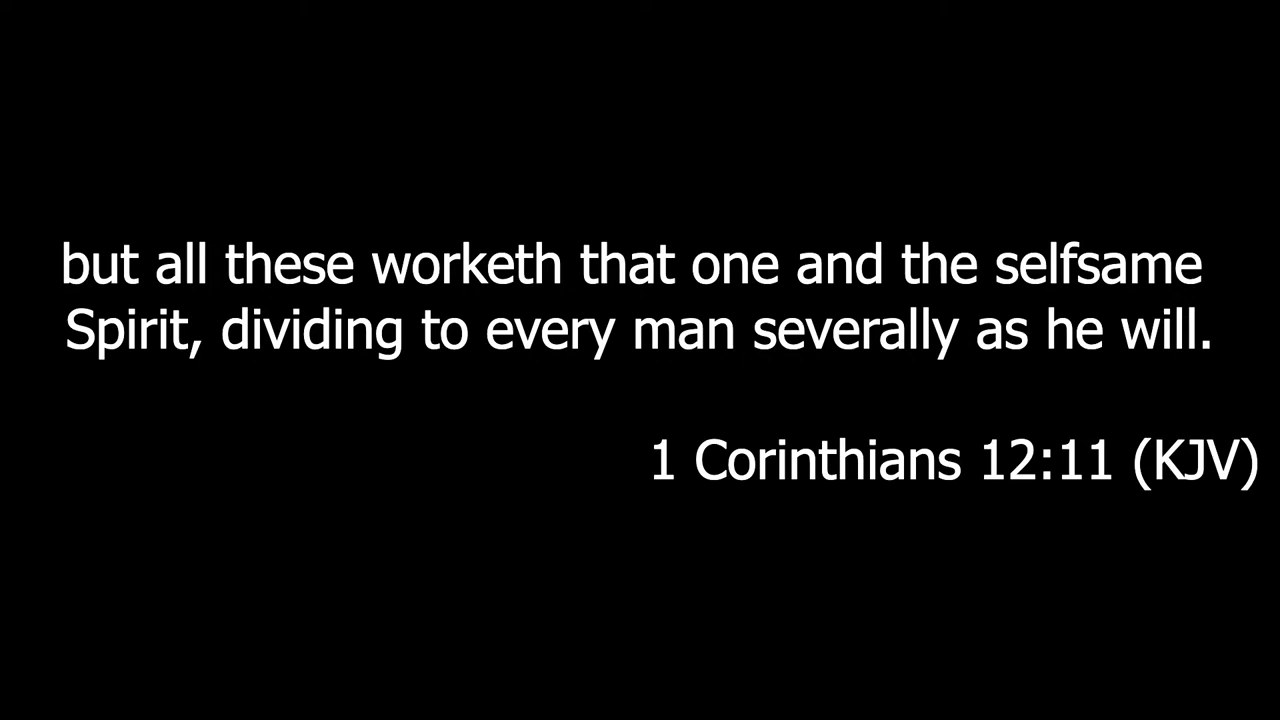 but all these worketh that one and the selfsame
Spirit, dividing to every man severally as he will.
1 Corinthians 12:11 (KJV)